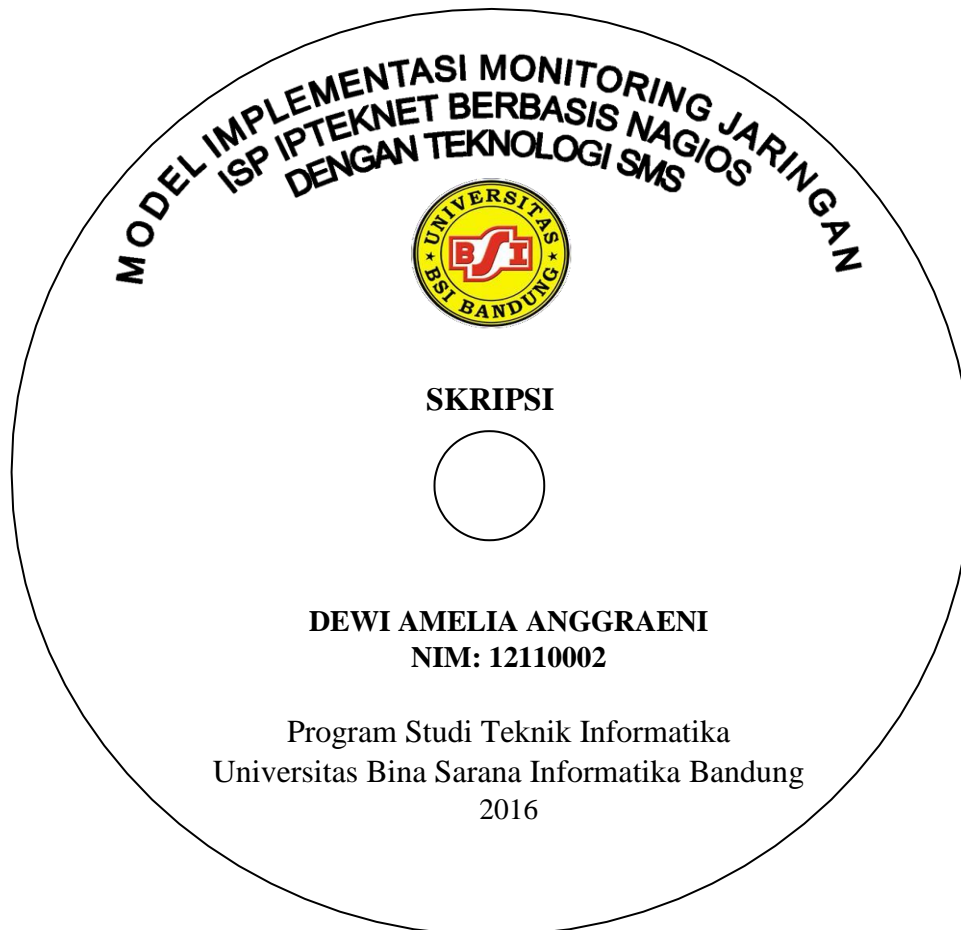 MODEL IMPLEMENTASI MONITORING JARINGAN
ISP IPTEKNET BERBASIS NAGIOS
DENGAN TEKNOLOGI SMS
UNIVERSITAS
BSI
BSI BANDUNG
SKRIPSI
DEWI AMELIA ANGGRAENI
NIM: 12110002
Program Studi Teknik Informatika
Universitas Bina Sarana Informatika Bandung
2016